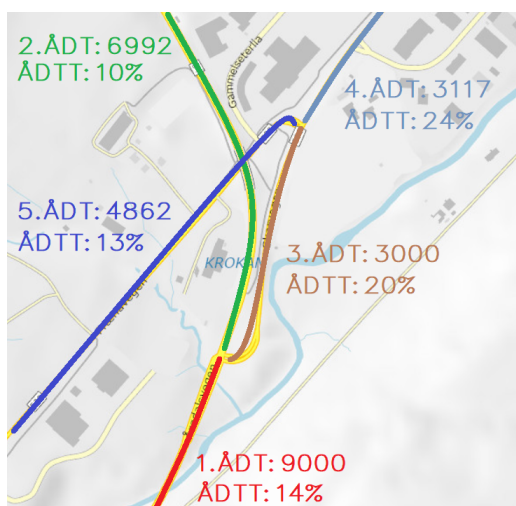 2.ÅDT: 6992
ÅDTT: 10%
Gammelseterlia
4.ÅDT: 3117
ÅDTT: 24%
5.ÅDT: 4862
ÅDTT: 13%
KROKAN
3.ÅDT: 3000
ÅDTT: 20%
1.ÅDT: 9000
ÅDTT: 14%